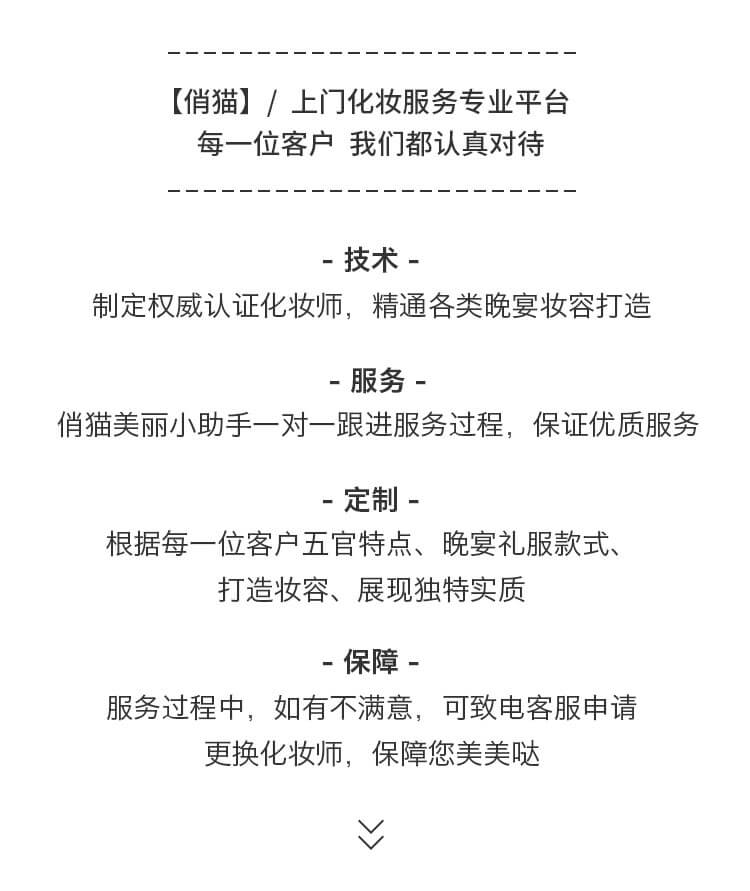 【俏猫】/ 上门化妆服务专业平台
每一位客户 我们都认真对待
- 技术 -
制定权威认证化妆师，精通各类晚宴妆容打造
- 服务 -
俏猫美丽小助手一对一跟进服务过程，保证优质服务
- 定制 -
根据每一位客户五官特点、晚宴礼服款式、
打造妆容、展现独特实质
- 保障 -
服务过程中，如有不满意，可致电客服申请
更换化妆师，保障您美美哒